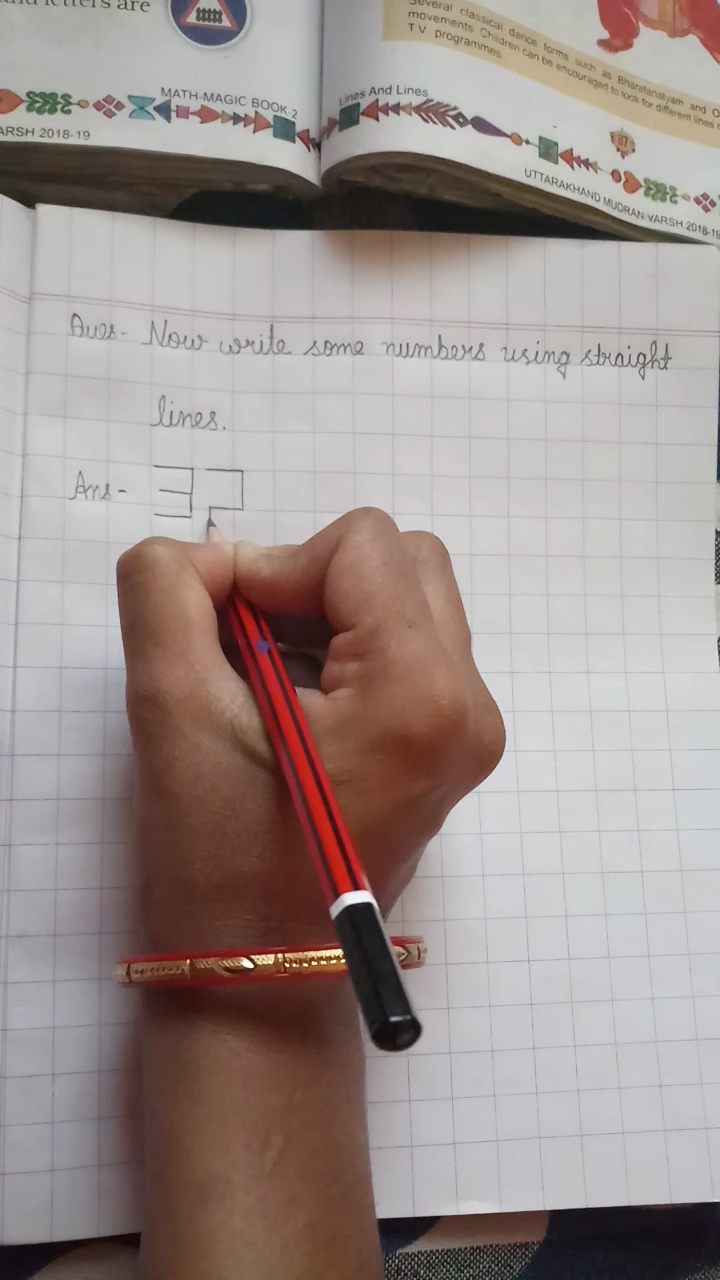 and letters are
MATH-MAGIC BOOK-2
ARSH 2018-19
Several classical dance forms such as Bharatanatyam and O
movements. Children can be encouraged to look for different lines
TV programmes.
Lines And Lines
87
UTTARAKHAND MUDRAN VARSH 2018-19
Ques- Now write some numbers using straight
lines.
Ans- 3